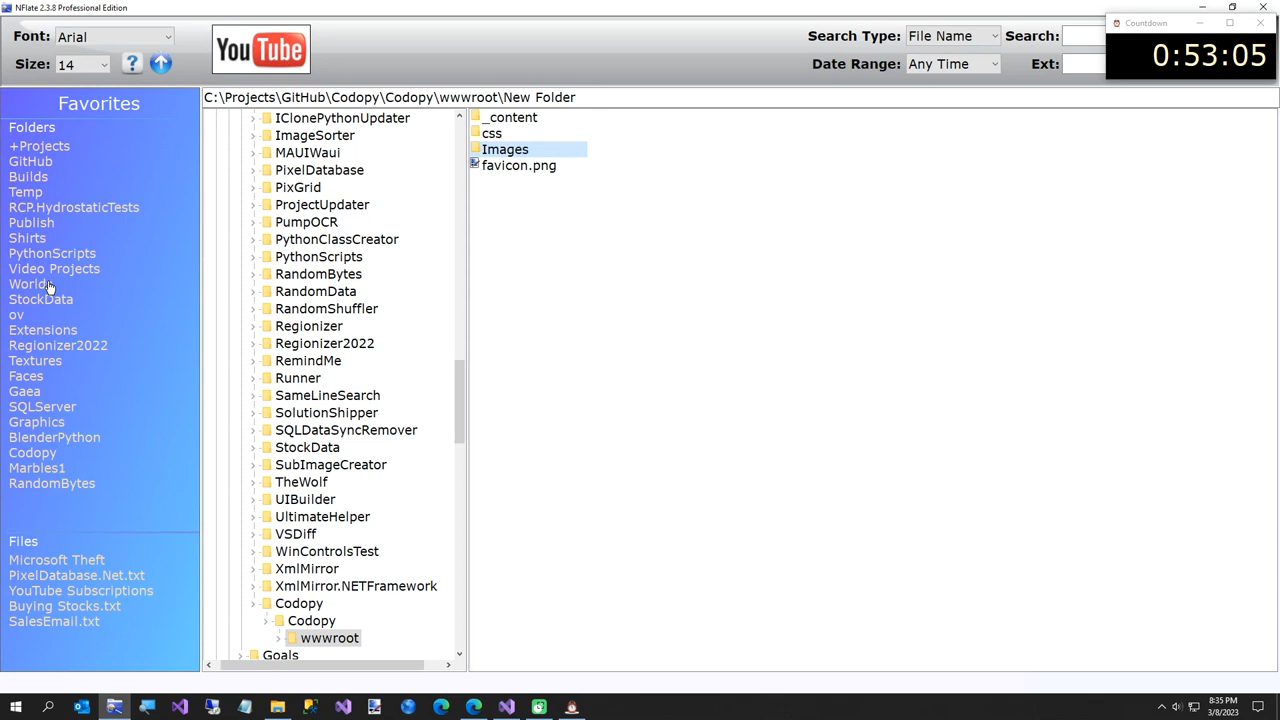 NFlate 2.3.8 Professional Edition
Font: Arial
Size: 14
?
YouTube
Search Type: File Name Search:
Date Range: Any Time Ext:
Countdown
0:53:05
Favorites
Folders
+Projects
GitHub
Builds
Temp
RCP.HydrostaticTests
Publish
Shirts
PythonScripts
Video Projects
World
StockData
ov
Extensions
Regionizer2022
Textures
Faces
Gaea
SQLServer
Graphics
BlenderPython
Codopy
Marbles1
RandomBytes
Files
Microsoft Theft
PixelDatabase.Net.txt
YouTube Subscriptions
Buying Stocks.txt
SalesEmail.txt
C:\Projects\GitHub\Codopy\Codopy\wwwroot\New Folder
IClonePythonUpdater
ImageSorter
MAUIWaui
PixelDatabase
PixGrid
ProjectUpdater
PumpOCR
PythonClassCreator
PythonScripts
RandomBytes
RandomData
RandomShuffler
Regionizer
Regionizer2022
RemindMe
Runner
SameLineSearch
SolutionShipper
SQLDataSyncRemover
StockData
SubImageCreator
TheWolf
UIBuilder
UltimateHelper
VSDiff
WinControlsTest
XmlMirror
XmlMirror.NETFramework
Codopy
Codopy
wwwroot
Goals
_content
css
Images
favicon.png
8:35 PM
3/8/2023